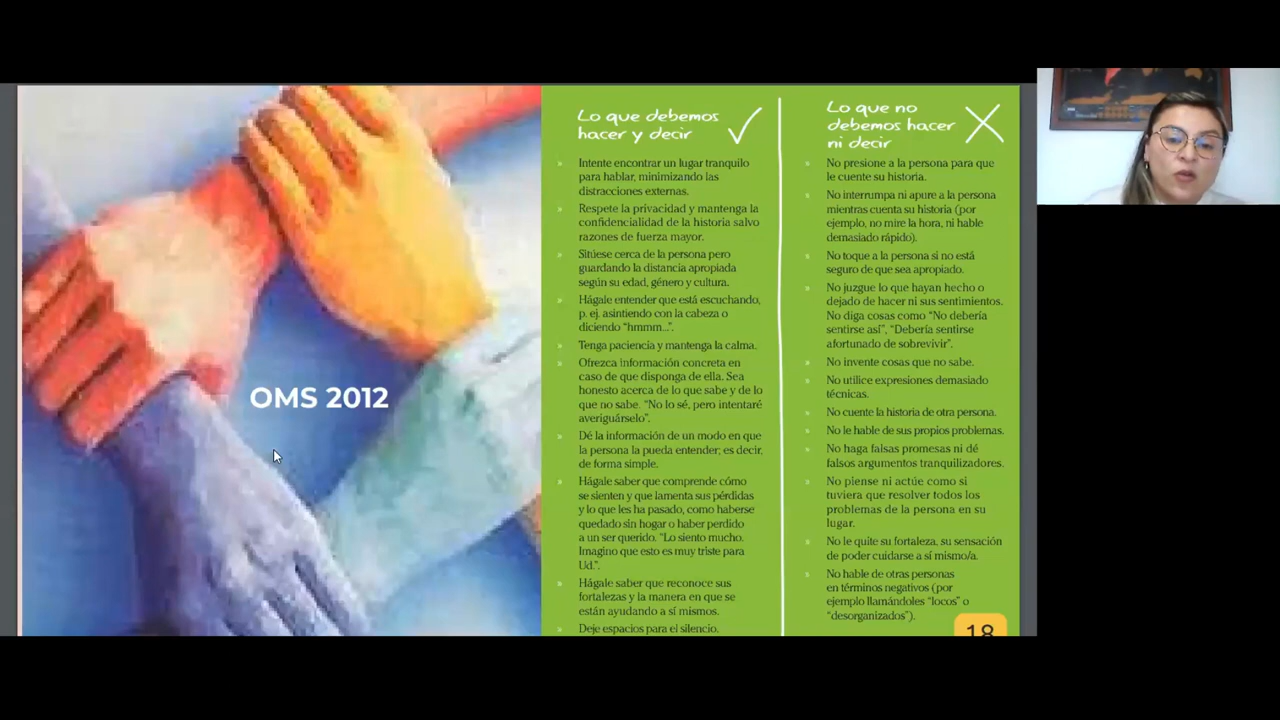 OMS 2012
Lo que debemos
hacer y decir
» Intente encontrar un lugar tranquilo
para hablar, minimizando las
distracciones externas.
» Respete la privacidad y mantenga la
confidencialidad de la historia salvo
razones de fuerza mayor.
» Sitúese cerca de la persona pero
guardando la distancia apropiada
según su edad, género y cultura.
» Hágale entender que está escuchando,
p. ej. asintiendo con la cabeza o
diciendo “hmmm...”.
» Tenga paciencia y mantenga la calma.
» Ofrezca información concreta en
caso de que disponga de ella. Sea
honesto acerca de lo que sabe y de lo
que no sabe. “No lo sé, pero intentaré
averiguárselo”.
» Dé la información de un modo en que
la persona la pueda entender; es decir,
de forma simple.
» Hágale saber que comprende cómo
se sienten y que lamenta sus pérdidas
y lo que les ha pasado, como haberse
quedado sin hogar o haber perdido
a un ser querido. “Lo siento mucho.
Imagino que esto es muy triste para
Ud.”.
» Hágale saber que reconoce sus
fortalezas y la manera en que se
están ayudando a sí mismos.
» Deje espacios para el silencio.
Lo que no
debemos hacer
ni decir
» No presione a la persona para que
le cuente su historia.
» No interrumpa ni apure a la persona
mientras cuenta su historia (por
ejemplo, no mire la hora, ni hable
demasiado rápido).
» No toque a la persona si no está
seguro de que sea apropiado.
» No juzgue lo que hayan hecho o
dejado de hacer ni sus sentimientos.
No diga cosas como “No debería
sentirse así”, “Debería sentirse
afortunado de sobrevivir”.
» No invente cosas que no sabe.
» No utilice expresiones demasiado
técnicas.
» No cuente la historia de otra persona.
» No le hable de sus propios problemas.
» No haga falsas promesas ni dé
falsos argumentos tranquilizadores.
» No piense ni actúe como si
tuviera que resolver todos los
problemas de la persona en su
lugar.
» No le quite su fortaleza, su sensación
de poder cuidarse a sí mismo/a.
» No hable de otras personas
en términos negativos (por
ejemplo llamándoles “locos” o
“desorganizados”).
18